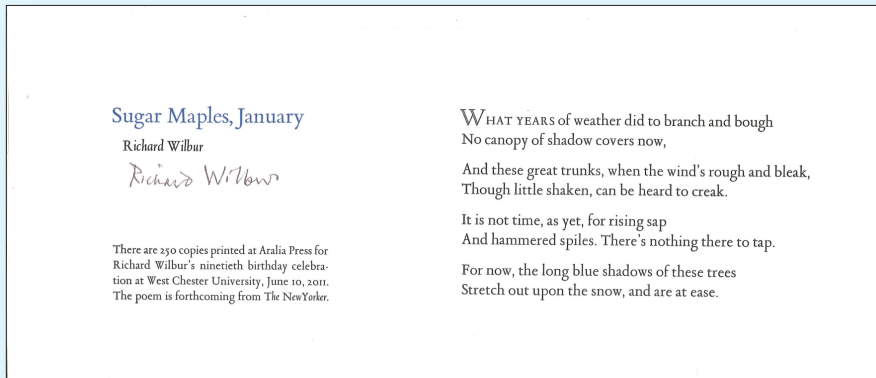 Sugar Maples, January
Richard Wilbur
Richard Wilbur
There are 250 copies printed at Aralia Press for
Richard Wilbur's ninetieth birthday celebra-
tion at West Chester University, June 10, 2011.
The poem is forthcoming from The New Yorker.
WHAT YEARS of weather did to branch and bough
No canopy of shadow covers now,
And these great trunks, when the wind's rough and bleak,
Though little shaken, can be heard to creak.
It is not time, as yet, for rising sap
And hammered spiles. There's nothing there to tap.
For now, the long blue shadows of these trees
Stretch out upon the snow, and are at ease.